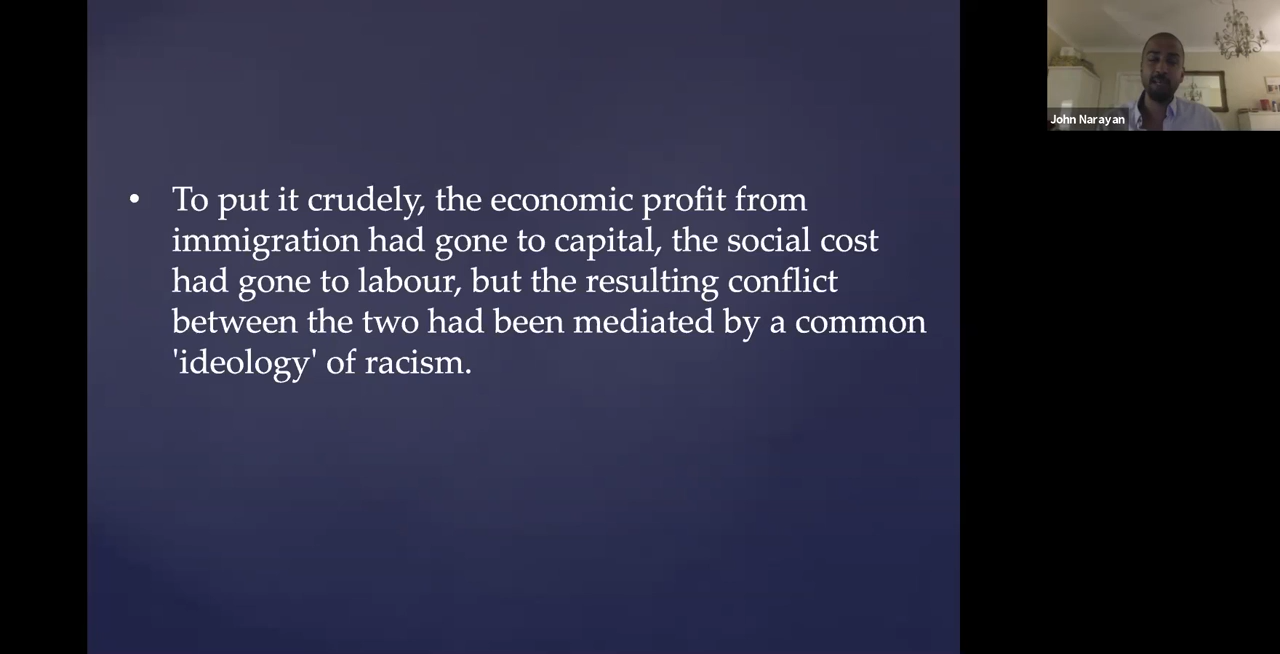 • To put it crudely, the economic profit from
immigration had gone to capital, the social cost
had gone to labour, but the resulting conflict
between the two had been mediated by a common
'ideology' of racism.
John Narayan